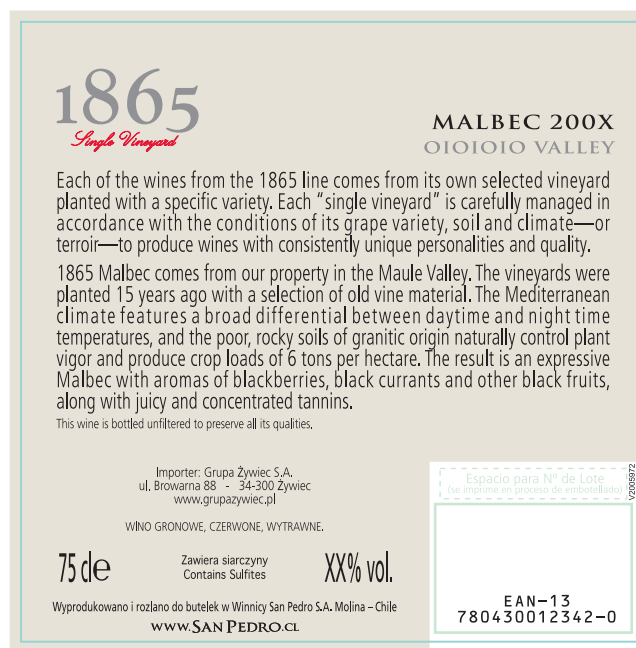 1865
Single Vineyard
MALBEC 200X
OIOIOIO VALLEY
Each of the wines from the 1865 line comes from its own selected vineyard
planted with a specific variety. Each “single vineyard” is carefully managed in
accordance with the conditions of its grape variety, soil and climate—or
terroir—to produce wines with consistently unique personalities and quality.
1865 Malbec comes from our property in the Maule Valley. The vineyards were
planted 15 years ago with a selection of old vine material. The Mediterranean
climate features a broad differential between daytime and night time
temperatures, and the poor, rocky soils of granitic origin naturally control plant
vigor and produce crop loads of 6 tons per hectare. The result is an expressive
Malbec with aromas of blackberries, black currants and other black fruits,
along with juicy and concentrated tannins.
This wine is bottled unfiltered to preserve all its qualities.
Importer: Grupa Żywiec S.A.
ul. Browarna 88 - 34-300 Żywiec
www.grupazywiec.pl
WINO GRONOWE, CZERWONE, WYTRAWNE.
75 cl e
Zawiera siarczyny
Contains Sulfites
XX% vol.
Wyprodukowano i rozlano do butelek w Winnicy San Pedro S.A. Molina – Chile
WWW.SAN PEDRO.CL
Espacio para Nº de Lote
(se imprime en proceso de embotellado)
V2005972
EAN-13
780430012342-0